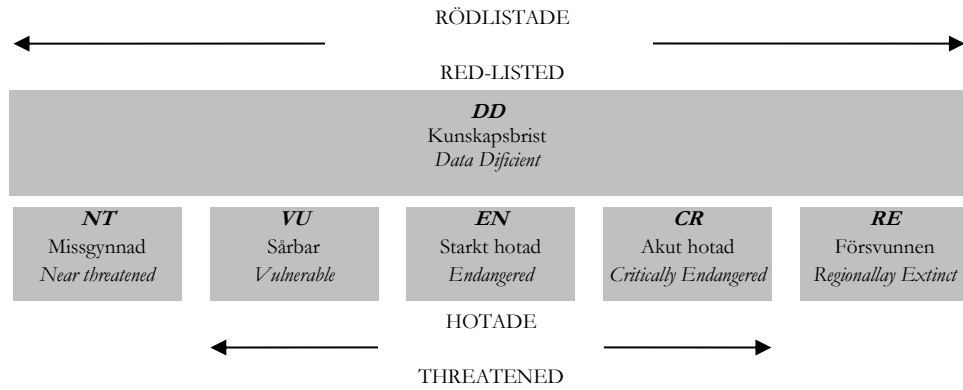 RÖDLISTADE
RED-LISTED
DD
Kunskapsbrist
Data Dificient
NT
Missgynnad
Near threatened
VU
Sårbar
Vulnerable
EN
Starkt hotad
Endangered
CR
Akut hotad
Critically Endangered
RE
Försvunnen
Regionallay Extinct
HOTADE
THREATENED